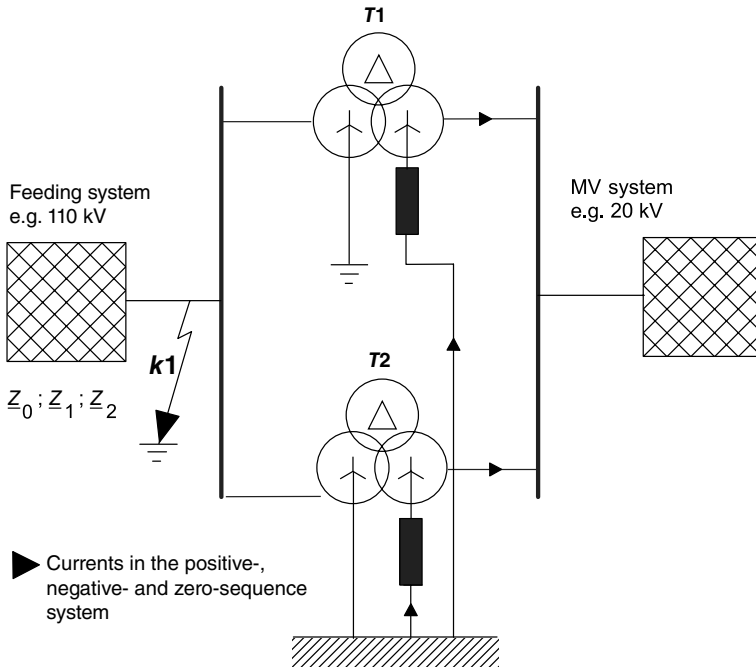 T1
Feeding system
e.g. 110 kV
MV system
e.g. 20 kV
k1
T2
Z0 ; Z1 ; Z2
Currents in the positive-,
negative- and zero-sequence
system